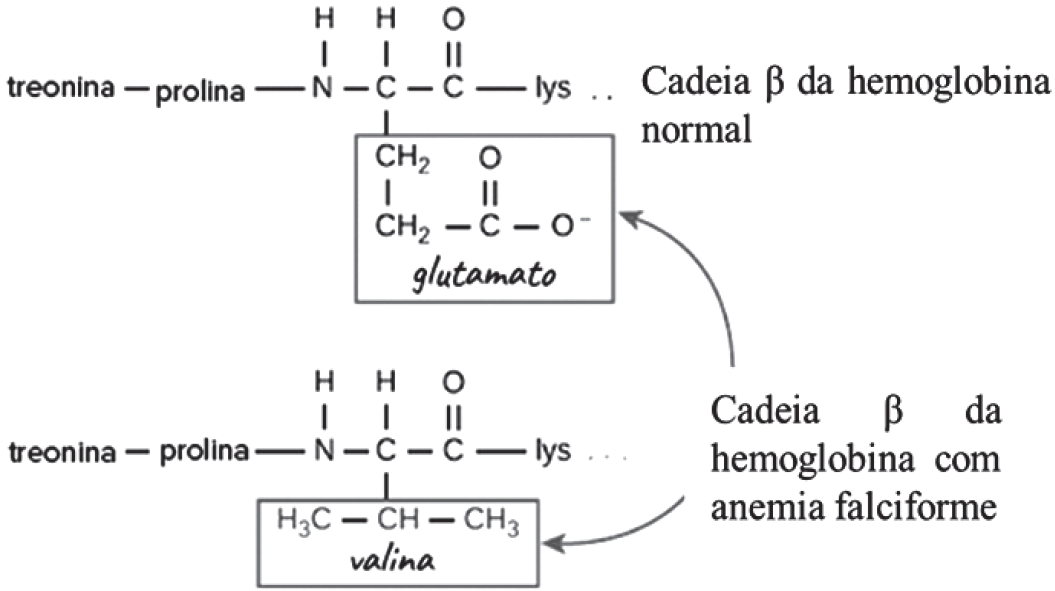 H H O
treonina — prolina — N — C — C — lys ..
Cadeia β da hemoglobina
normal
CH₂ O
CH₂ — C — O⁻
glutamato
H H O
treonina — prolina — N — C — C — lys ...
Cadeia β da
hemoglobina com
anemia falciforme
H₃C — CH — CH₃
valina